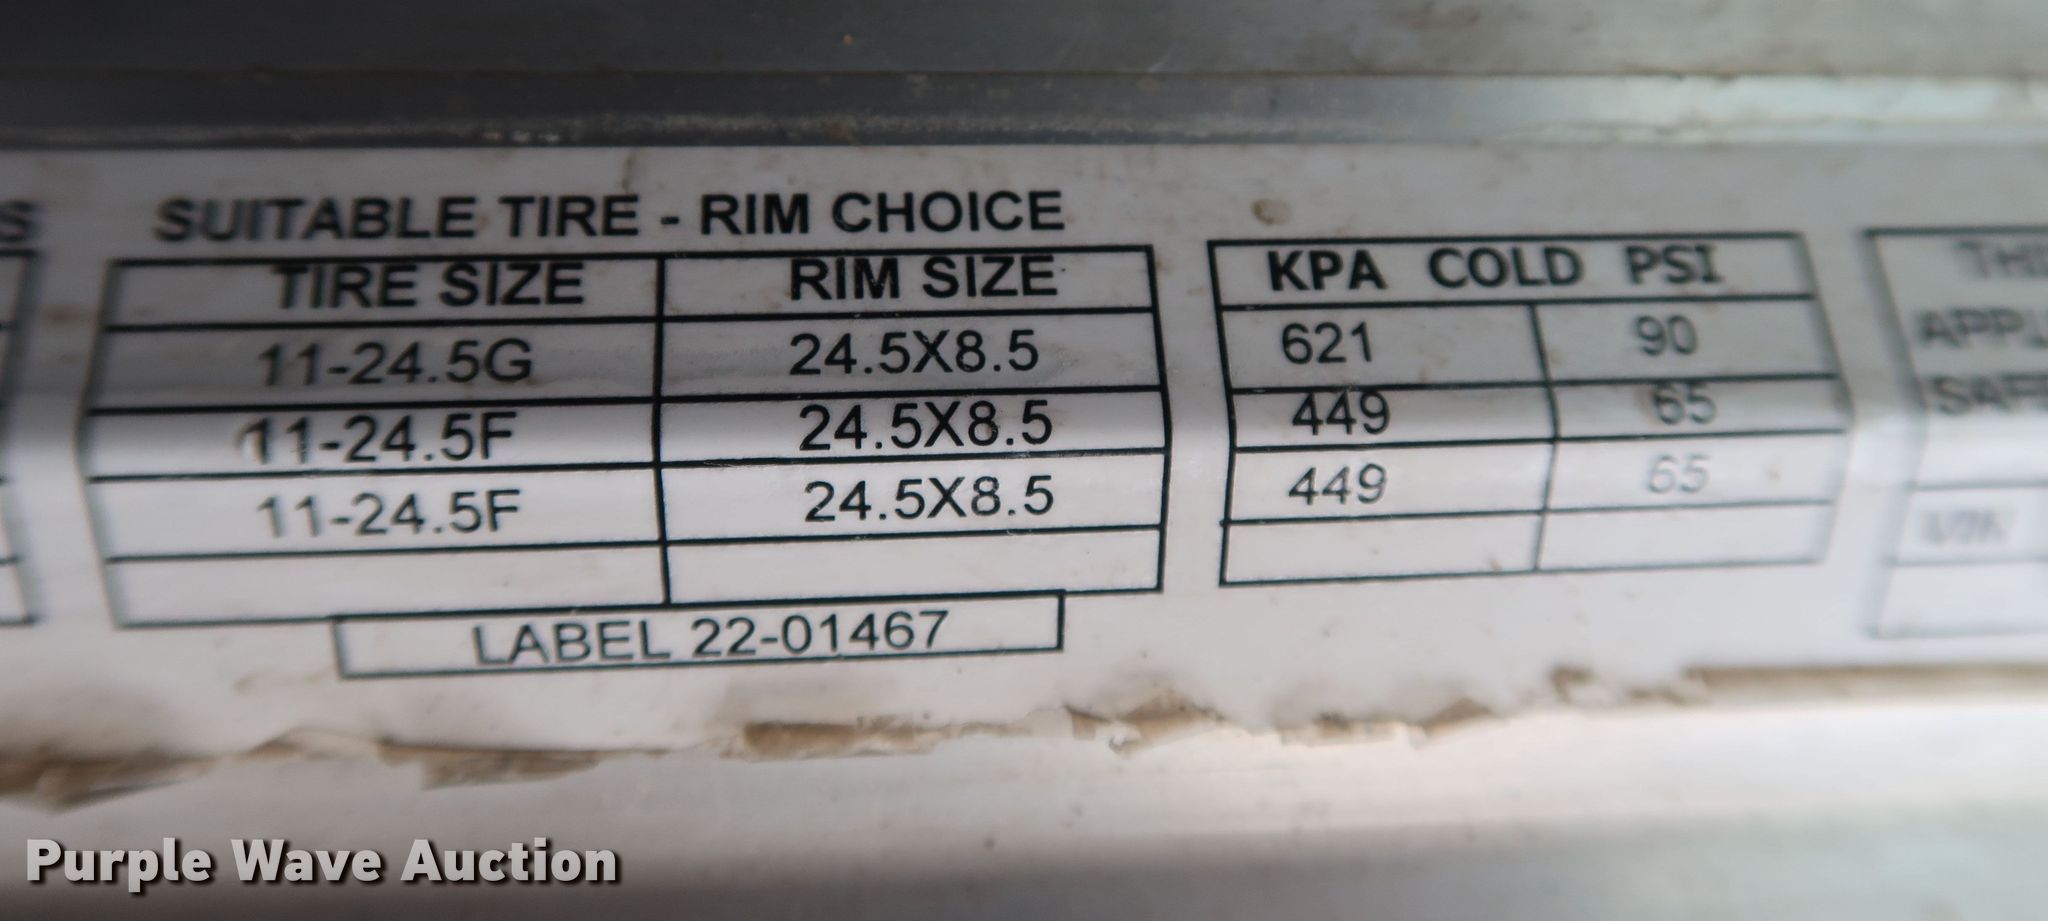 SUITABLE TIRE - RIM CHOICE
TIRE SIZE RIM SIZE KPA COLD PSI
11-24.5G 24.5X8.5 621 90
11-24.5F 24.5X8.5 449 65
11-24.5F 24.5X8.5 449 65
LABEL 22-01467
VIN
Purple Wave Auction